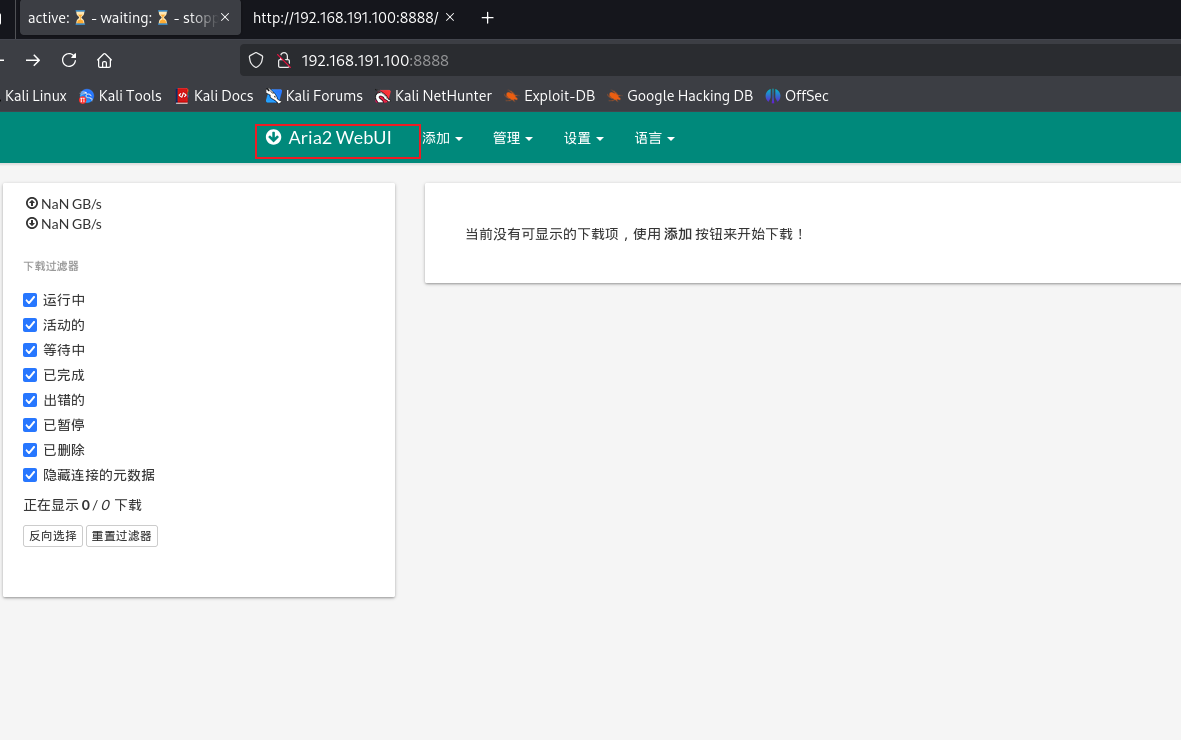 active: ⏳ - waiting: ⏳ - stopp
http://192.168.191.100:8888/
192.168.191.100:8888
Kali Linux Kali Tools Kali Docs Kali Forums Kali NetHunter Exploit-DB Google Hacking DB OffSec
Aria2 WebUI 添加 管理 设置 语言
NaN GB/s
NaN GB/s
当前没有可显示的下载项，使用 添加 按钮来开始下载！
下载过滤器
运行中
活动的
等待中
已完成
出错的
已暂停
已删除
隐藏连接的元数据
正在显示 0 / 0 下载
反向选择 重置过滤器